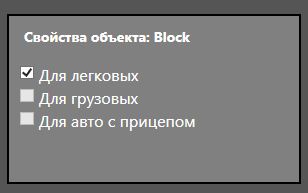 Свойства объекта: Block
Для легковых
Для грузовых
Для авто с прицепом